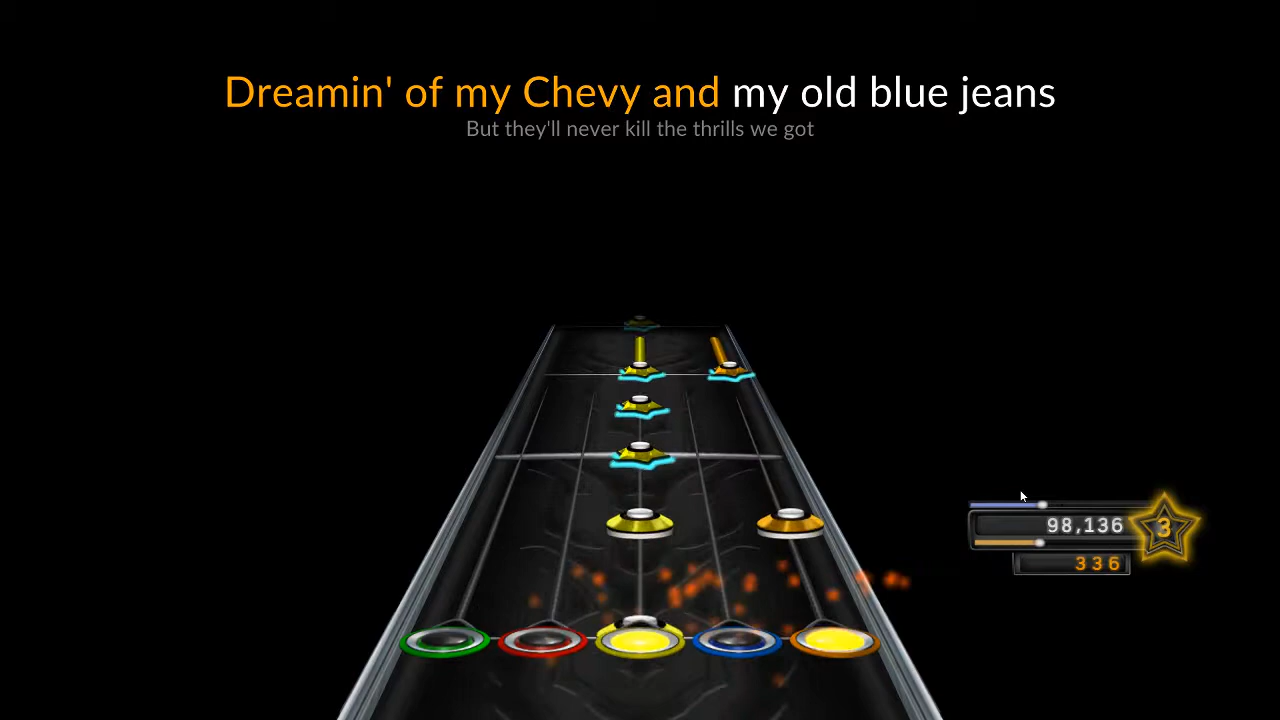 Dreamin' of my Chevy and my old blue jeans
But they'll never kill the thrills we got
98,136
3
336